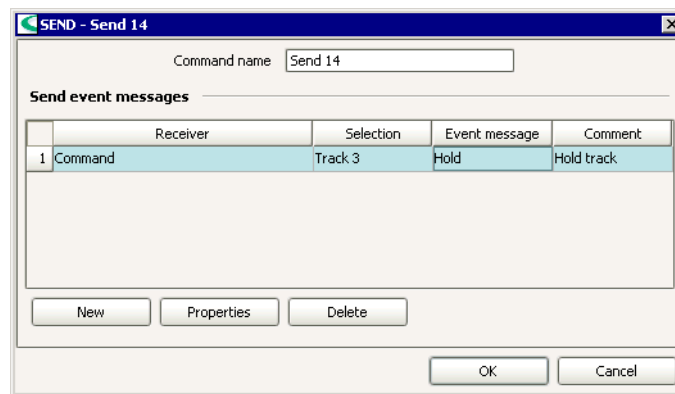 SEND - Send 14
Command name Send 14
Send event messages
Receiver Selection Event message Comment
1 Command Track 3 Hold Hold track
New Properties Delete
OK Cancel